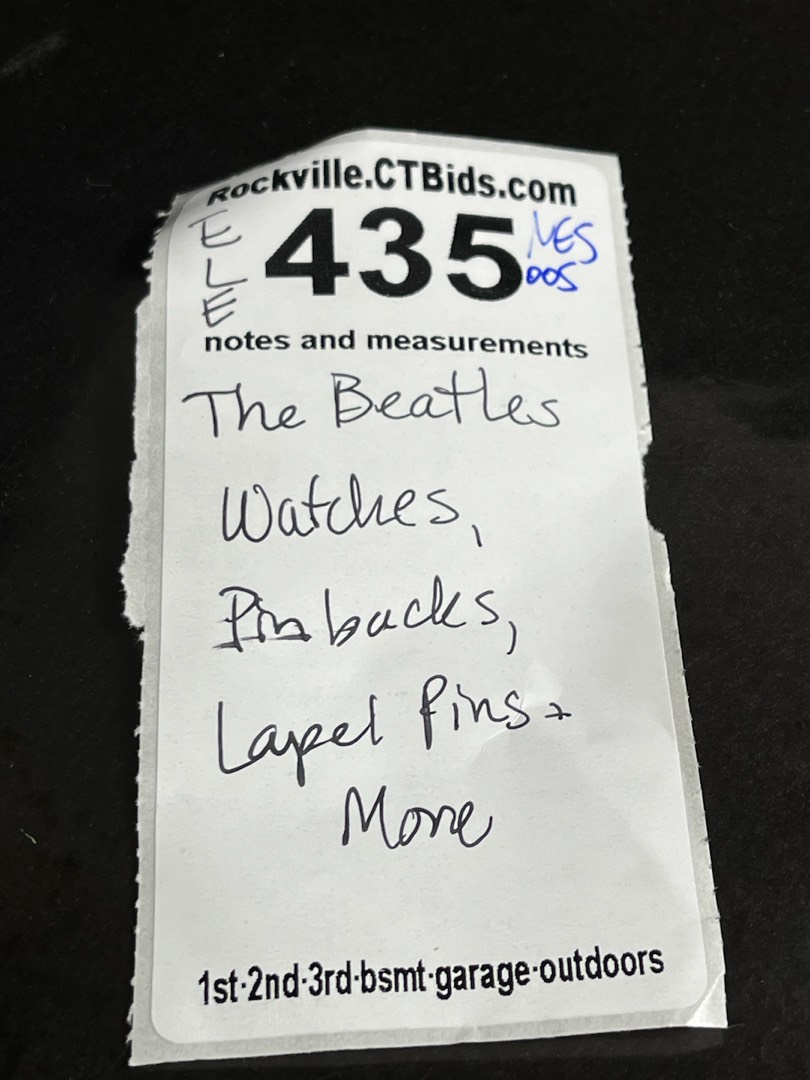 Rockville.CTBids.com
ELE
435
NES
005
notes and measurements
The Beatles
Watches,
Pinbacks,
Lapel Pins +
More
1st·2nd·3rd·bsmt·garage·outdoors